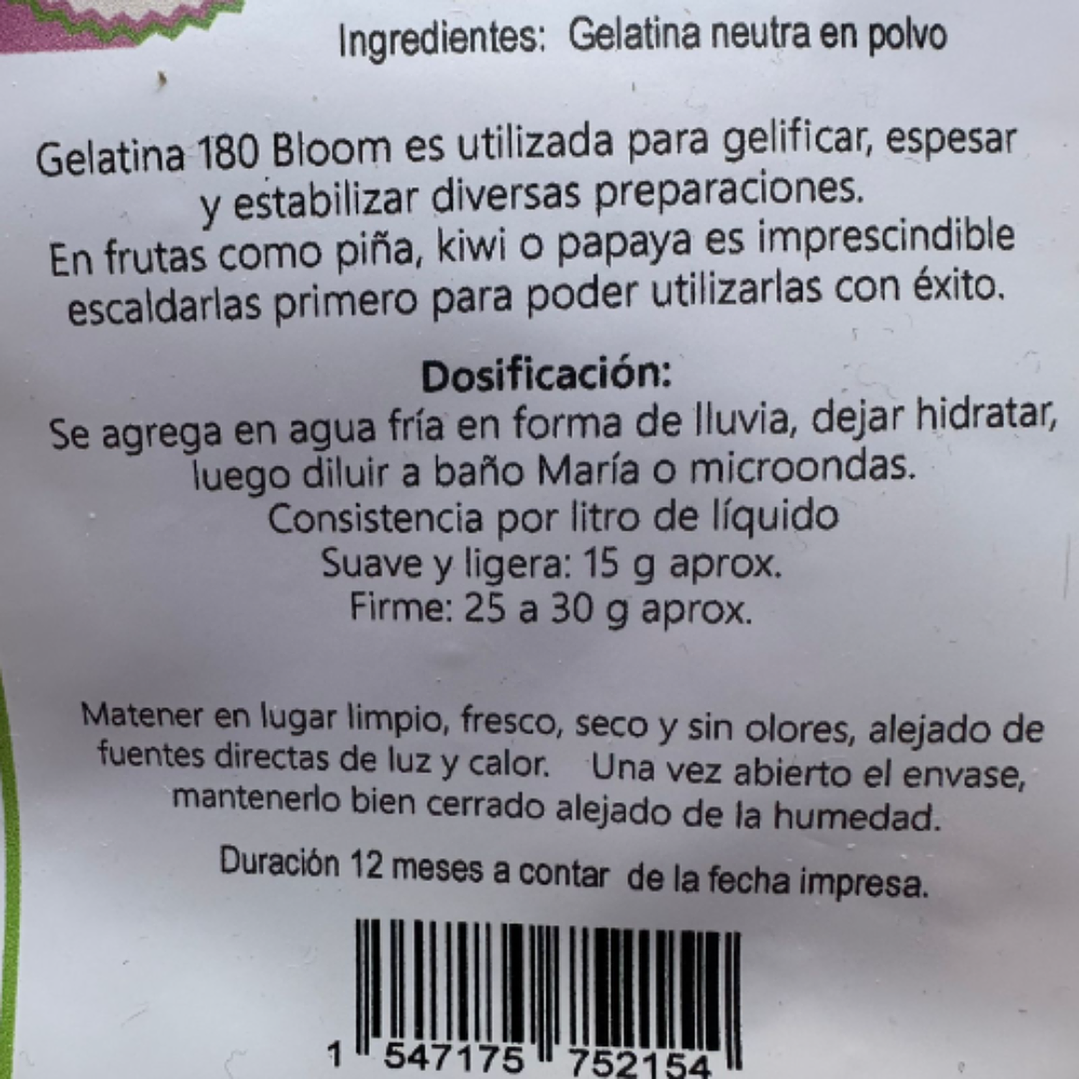 Ingredientes: Gelatina neutra en polvo
Gelatina 180 Bloom es utilizada para gelificar, espesar
y estabilizar diversas preparaciones.
En frutas como piña, kiwi o papaya es imprescindible
escaldarlas primero para poder utilizarlas con éxito.
Dosificación:
Se agrega en agua fría en forma de lluvia, dejar hidratar,
luego diluir a baño María o microondas.
Consistencia por litro de líquido
Suave y ligera: 15 g aprox.
Firme: 25 a 30 g aprox.
Matener en lugar limpio, fresco, seco y sin olores, alejado de
fuentes directas de luz y calor. Una vez abierto el envase,
mantenerlo bien cerrado alejado de la humedad.
Duración 12 meses a contar de la fecha impresa.
1 547175 752154